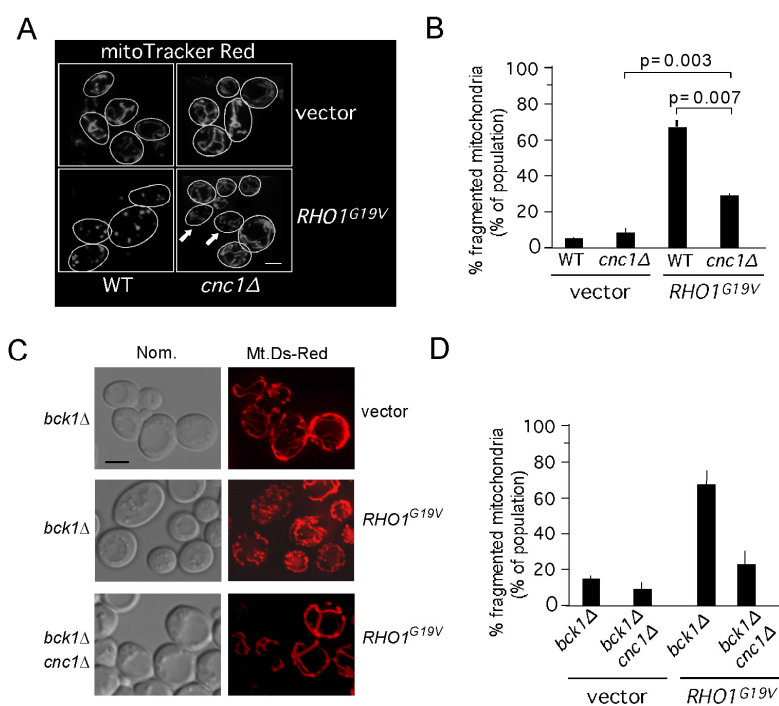 A
mitoTracker Red
vector
RHO1G19V
WT
cnc1Δ
B
% fragmented mitochondria
(% of population)
100
80
60
40
20
0
p=0.003
p=0.007
WT
cnc1Δ
WT
cnc1Δ
vector
RHO1G19V
C
Nom.
Mt.Ds-Red
bck1Δ
vector
bck1Δ
RHO1G19V
bck1Δ
cnc1Δ
RHO1G19V
D
% fragmented mitochondria
(% of population)
100
80
60
40
20
0
bck1Δ
bck1Δ
cnc1Δ
bck1Δ
bck1Δ
cnc1Δ
vector
RHO1G19V